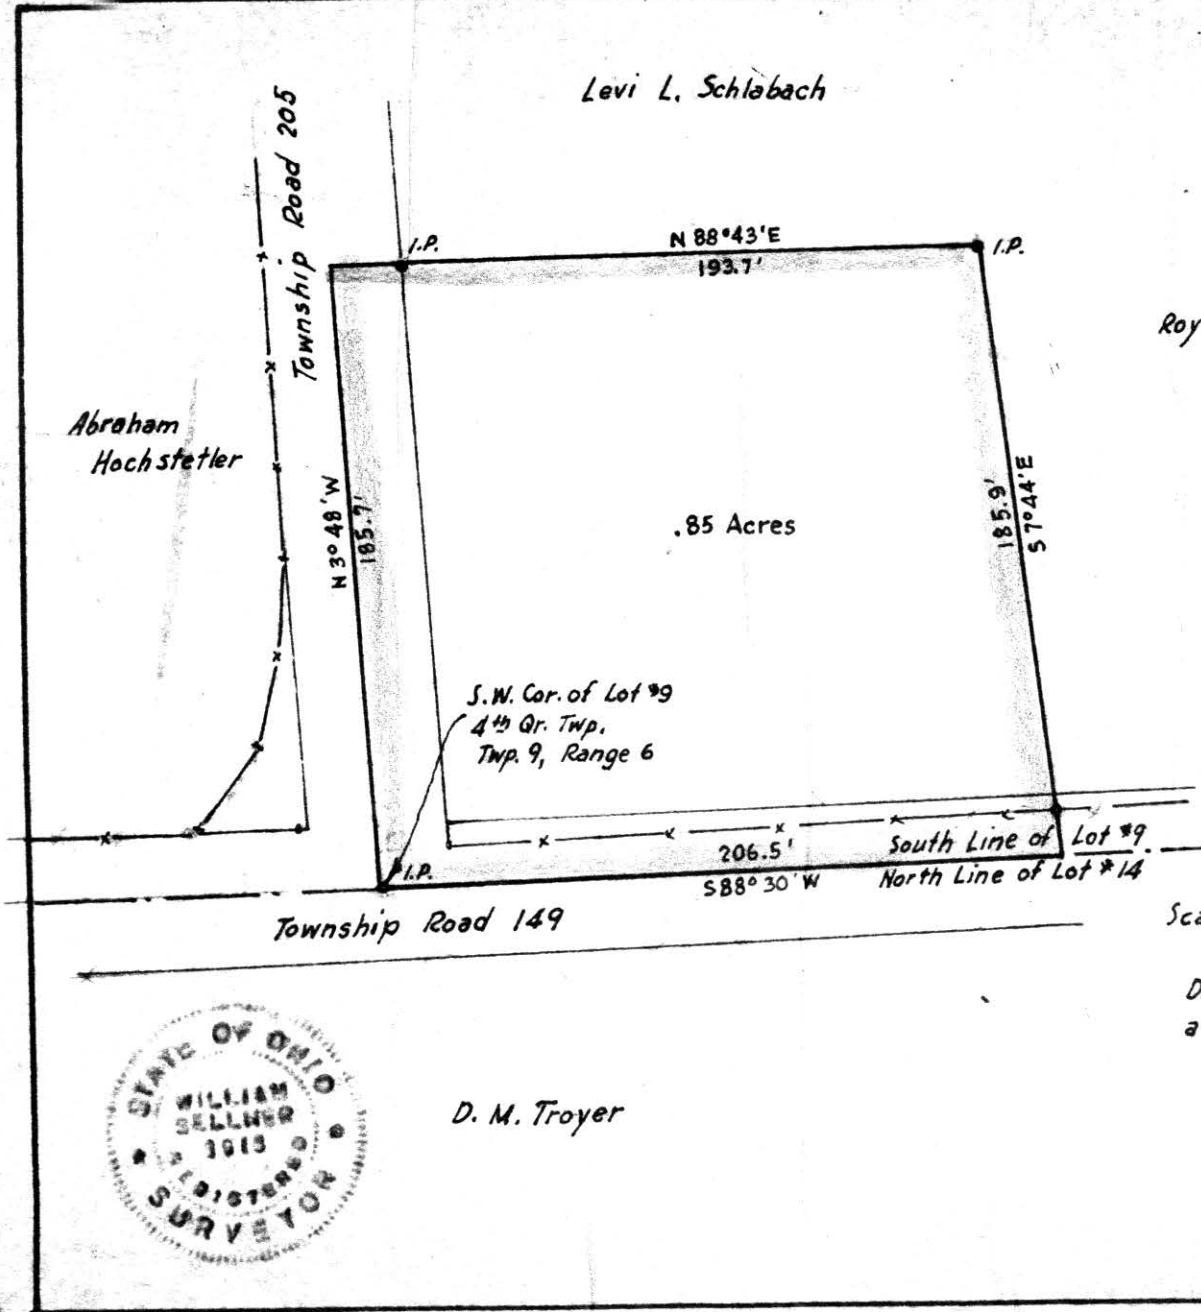 Levi L. Schlabach
Township Road 205
I.P.
N 88°43'E
193.7'
I.P.
Roy
Abraham
Hochstetler
N 3° 48' W
185.7'
.85 Acres
185.9'
S 7° 44' E
S.W. Cor. of Lot #9
4th Qr. Twp.
Twp. 9, Range 6
I.P.
206.5'
S 88° 30' W
South Line of Lot #9
North Line of Lot #14
Township Road 149
Sca
D
a
STATE OF OHIO
WILLIAM
SELLNER
REGISTERED
SURVEYOR
D. M. Troyer